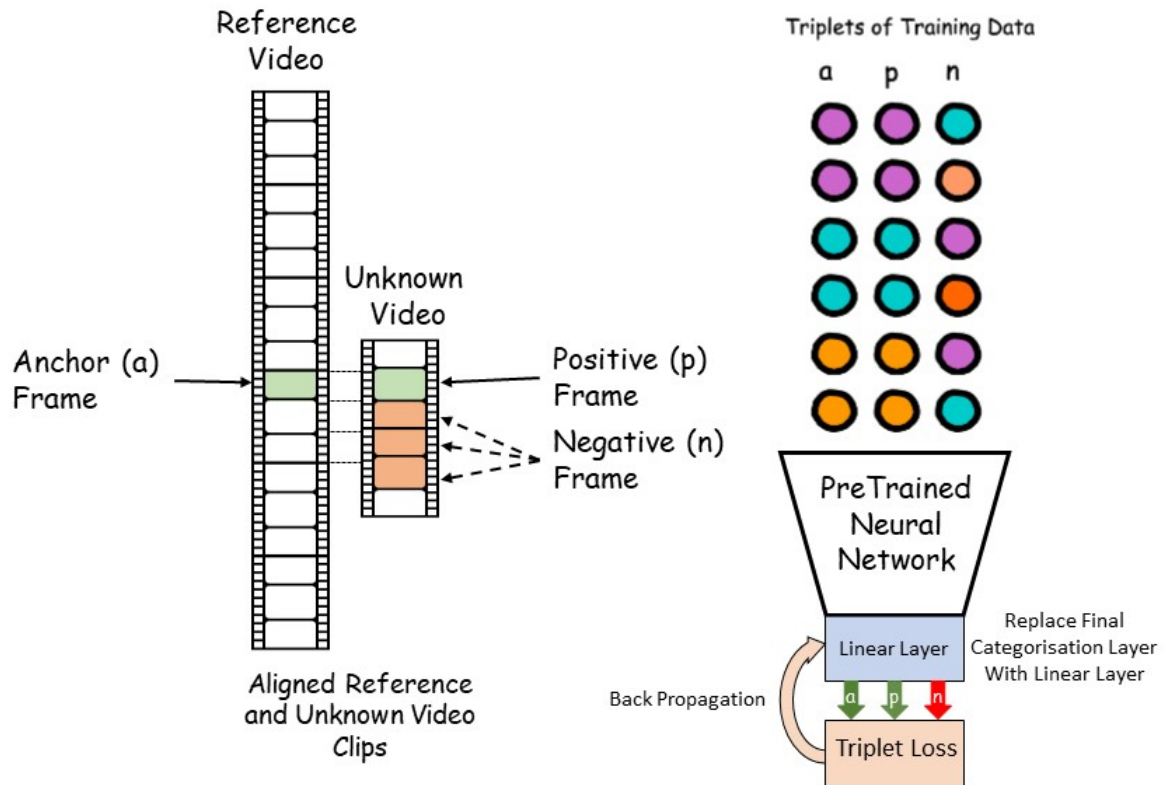 Reference
Video
Unknown
Video
Anchor (a)
Frame
Positive (p)
Frame
Negative (n)
Frame
Aligned Reference
and Unknown Video
Clips
Triplets of Training Data
a p n
PreTrained
Neural
Network
Linear Layer
Replace Final
Categorisation Layer
With Linear Layer
a p n
Back Propagation
Triplet Loss